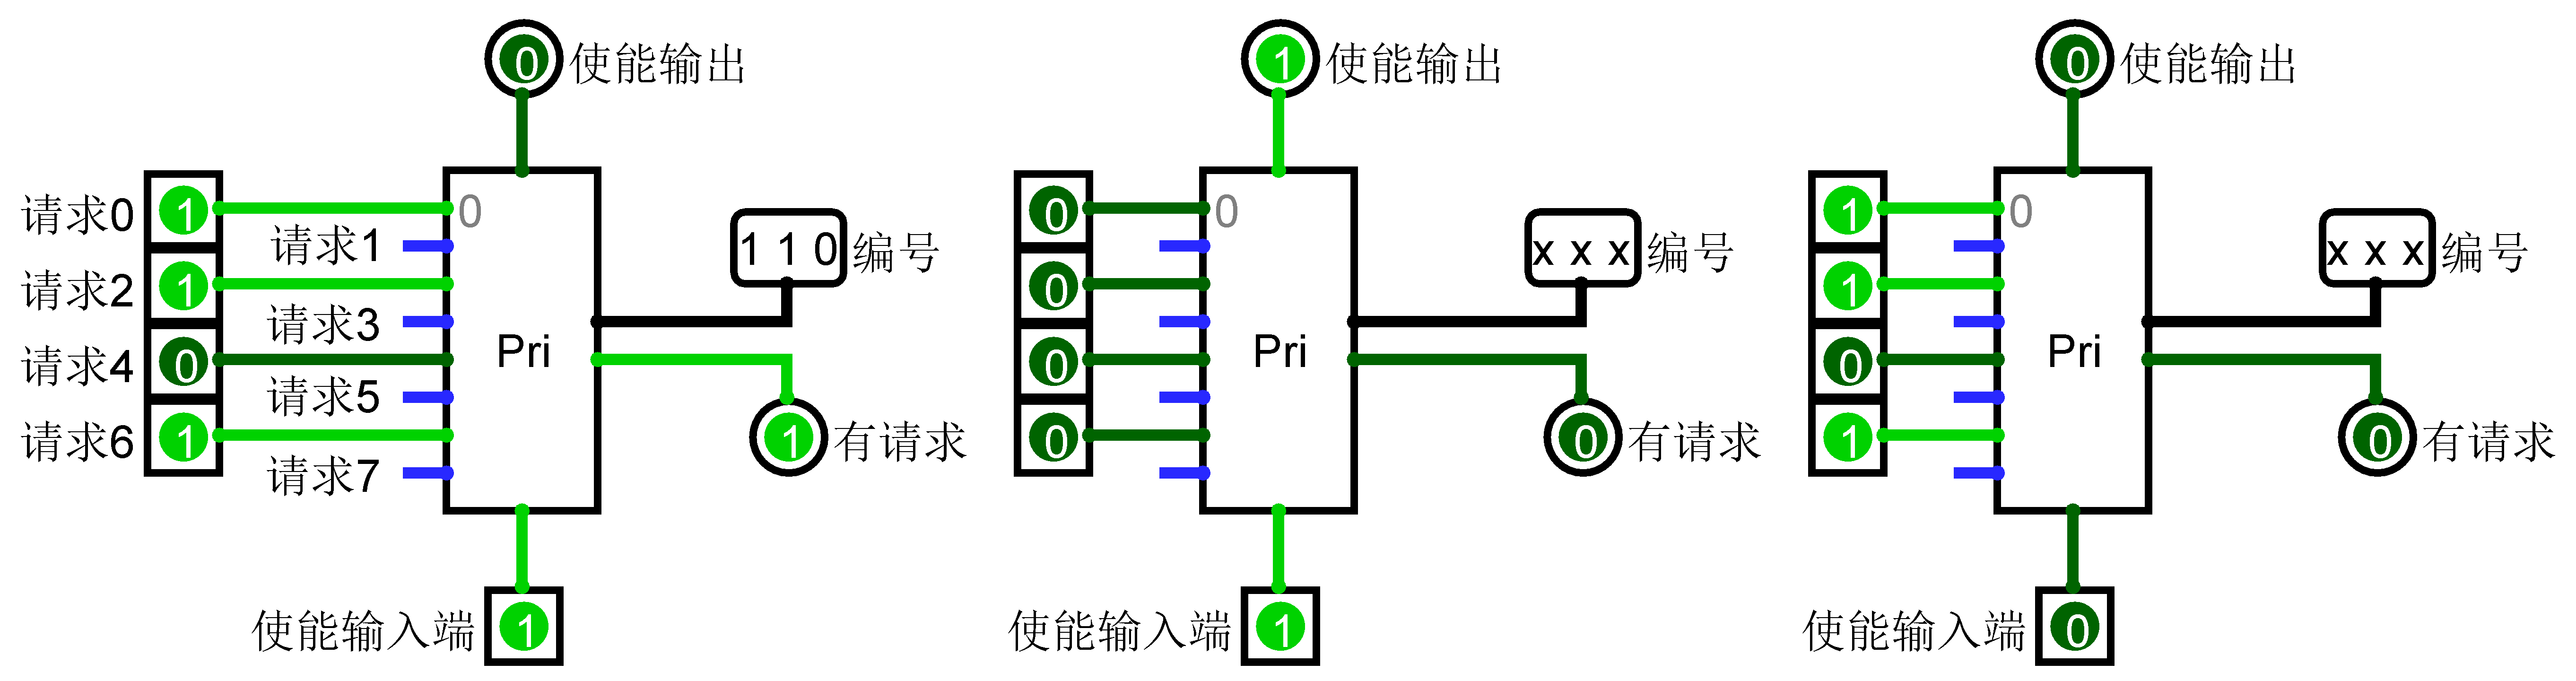 0 使能输出
请求0 1 0
请求1
请求2 1
请求3
请求4 0
请求5
请求6 1
请求7
Pri
110 编号
1 有请求
使能输入端 1
1 使能输出
0 0
0
0
0
Pri
xxx 编号
0 有请求
使能输入端 1
0 使能输出
1 0
1
0
1
Pri
xxx 编号
0 有请求
使能输入端 0